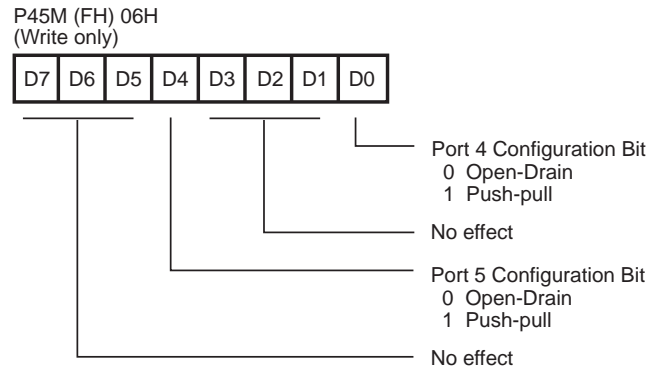 P45M (FH) 06H
(Write only)
D7 D6 D5 D4 D3 D2 D1 D0
Port 4 Configuration Bit
0 Open-Drain
1 Push-pull
No effect
Port 5 Configuration Bit
0 Open-Drain
1 Push-pull
No effect